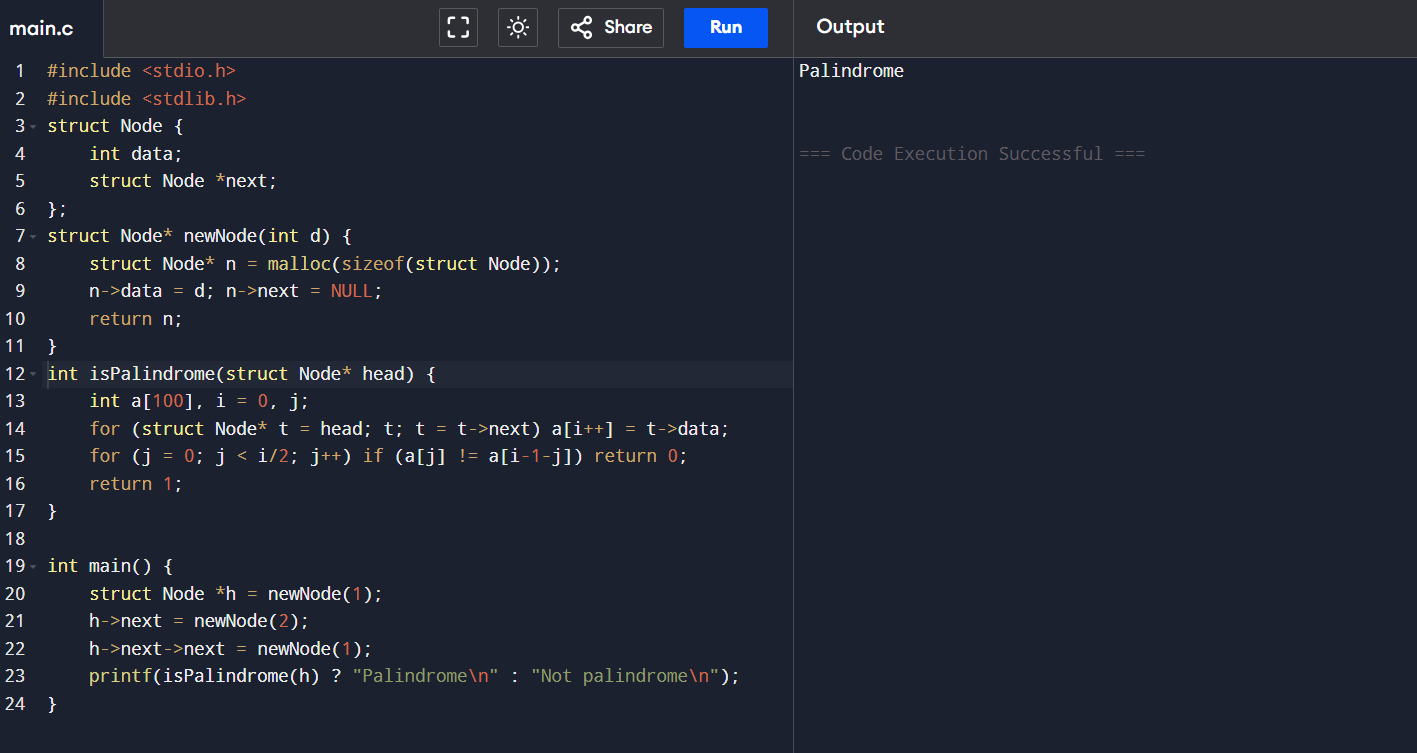 main.c
Share
Run
Output
1 #include <stdio.h>
2 #include <stdlib.h>
3 struct Node {
4     int data;
5     struct Node *next;
6 };
7 struct Node* newNode(int d) {
8     struct Node* n = malloc(sizeof(struct Node));
9     n->data = d; n->next = NULL;
10     return n;
11 }
12 int isPalindrome(struct Node* head) {
13     int a[100], i = 0, j;
14     for (struct Node* t = head; t; t = t->next) a[i++] = t->data;
15     for (j = 0; j < i/2; j++) if (a[j] != a[i-1-j]) return 0;
16     return 1;
17 }
18
19 int main() {
20     struct Node *h = newNode(1);
21     h->next = newNode(2);
22     h->next->next = newNode(1);
23     printf(isPalindrome(h) ? "Palindrome\n" : "Not palindrome\n");
24 }
Palindrome
=== Code Execution Successful ===